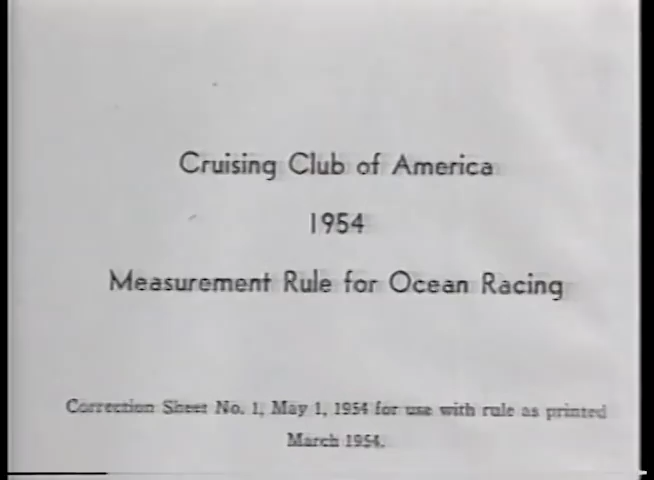 Cruising Club of America
1954
Measurement Rule for Ocean Racing
Correction Sheet No. 1, May 1, 1954 for use with rule as printed
March 1954.